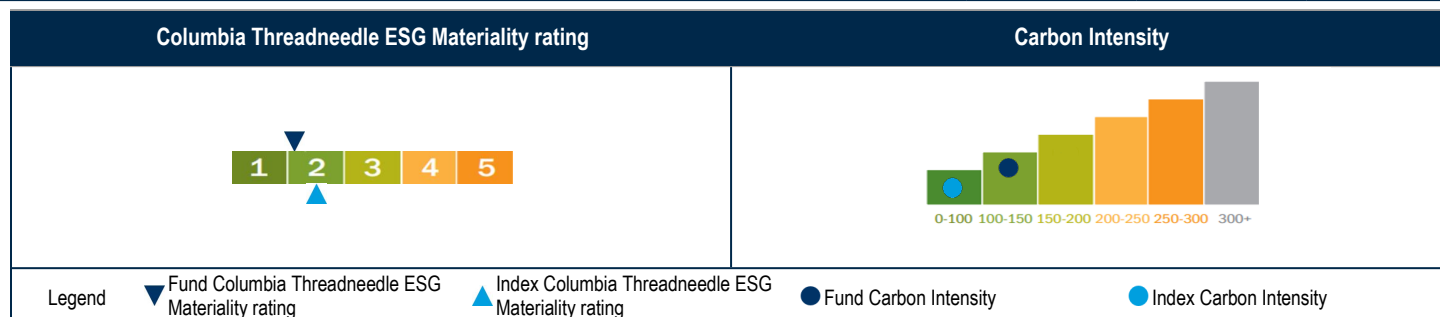 Columbia Threadneedle ESG Materiality rating
Carbon Intensity
1 2 3 4 5
0-100 100-150 150-200 200-250 250-300 300+
Legend
Fund Columbia Threadneedle ESG
Materiality rating
Index Columbia Threadneedle ESG
Materiality rating
Fund Carbon Intensity
Index Carbon Intensity